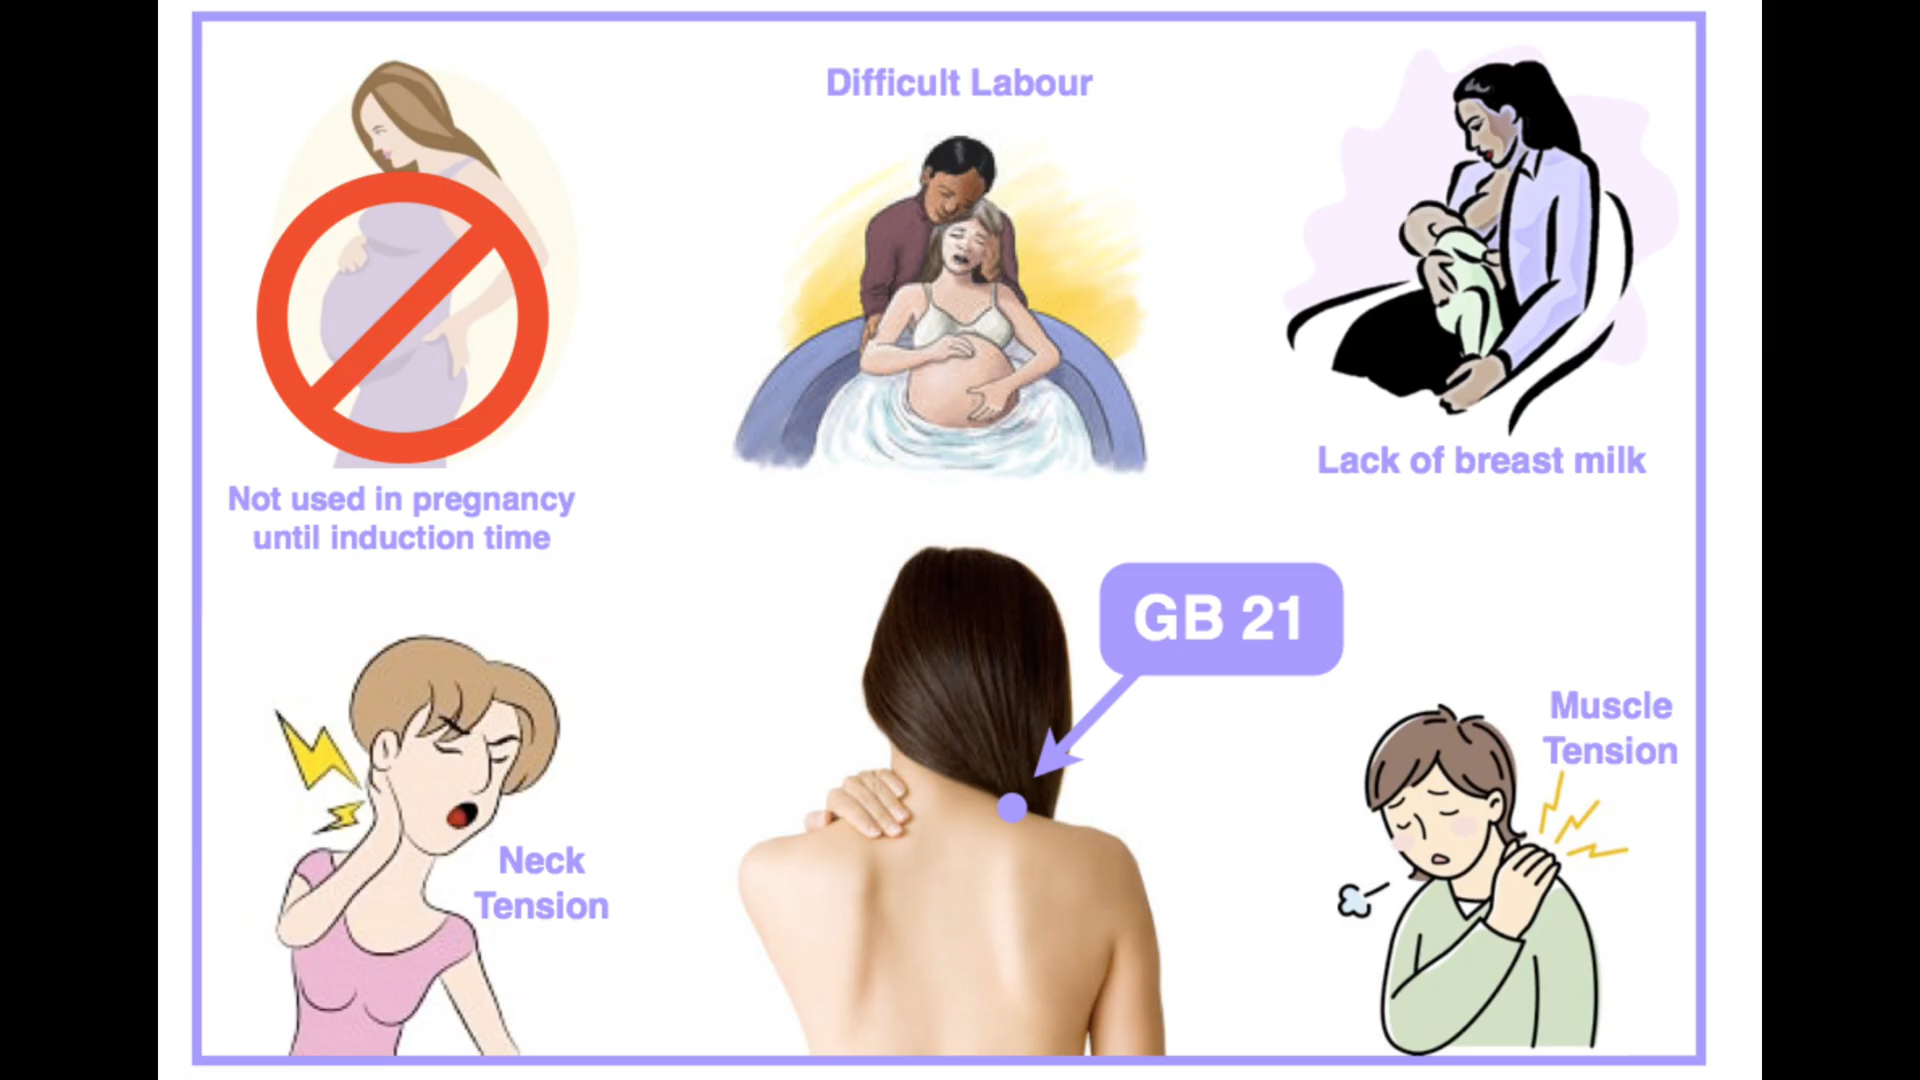 Difficult Labour
Not used in pregnancy
until induction time
Lack of breast milk
GB 21
Neck
Tension
Muscle
Tension